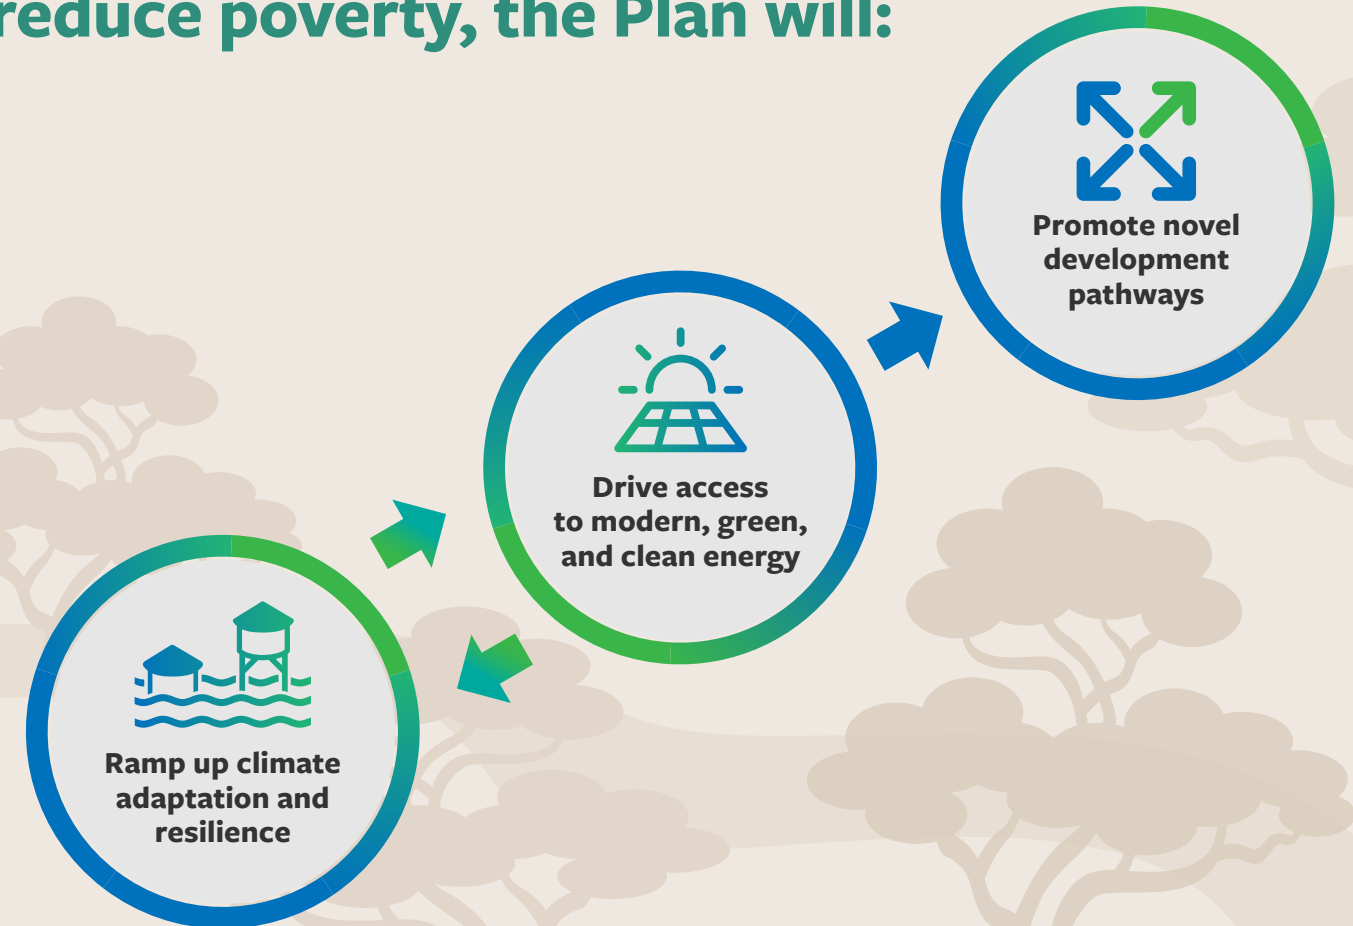 reduce poverty, the Plan will:
Promote novel
development
pathways
Drive access
to modern, green,
and clean energy
Ramp up climate
adaptation and
resilience